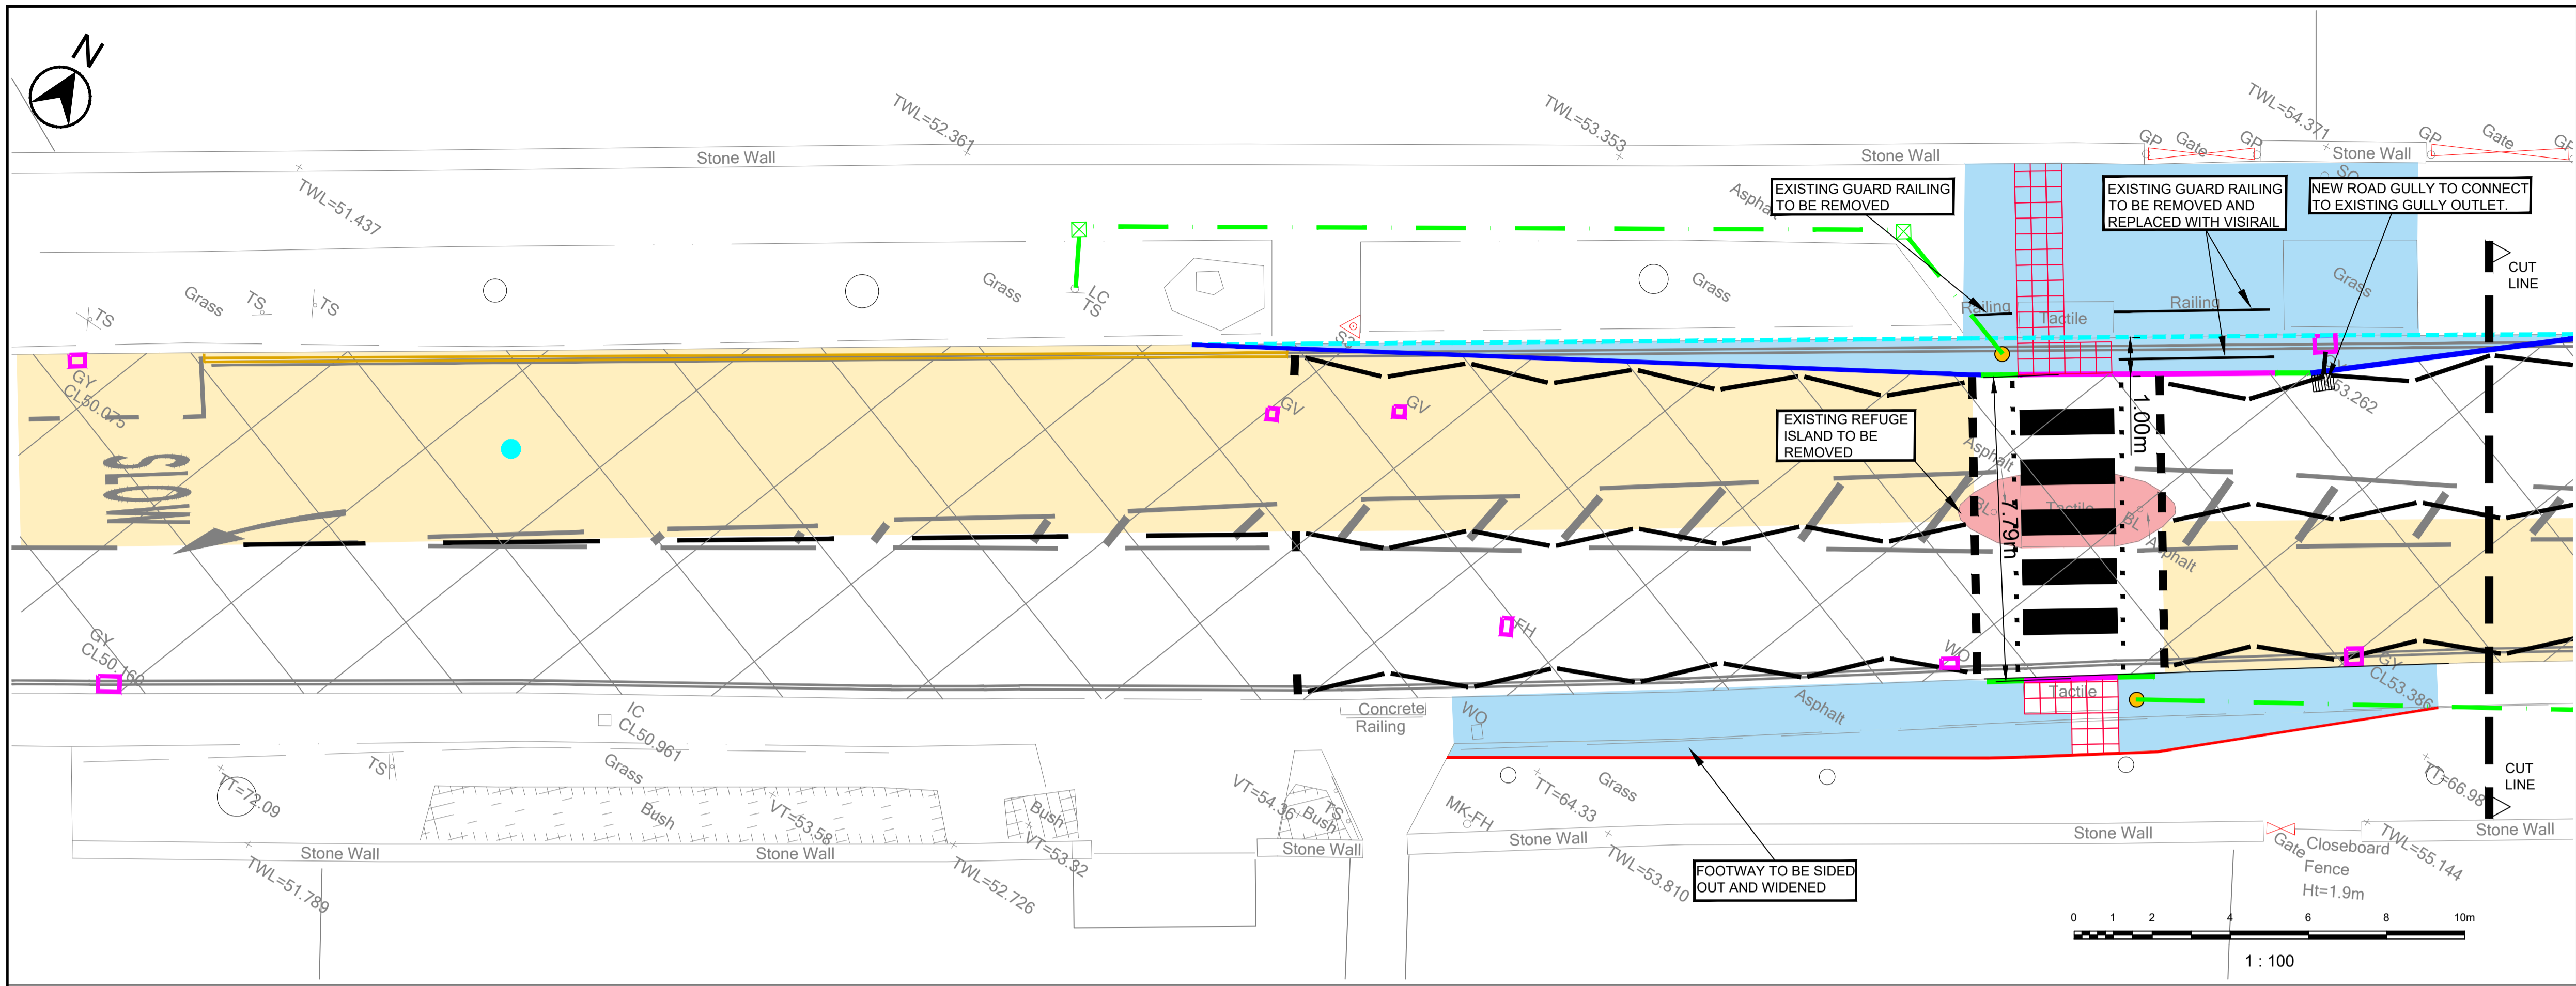 N
TWL=52.361
TWL=53.353
TWL=54.371
GP
Gate
GP
GP
Gate
GP
Stone Wall
Stone Wall
Stone Wall
TWL=51.437
Asphalt
EXISTING GUARD RAILING
TO BE REMOVED
EXISTING GUARD RAILING
TO BE REMOVED AND
REPLACED WITH VISIRAIL
NEW ROAD GULLY TO CONNECT
TO EXISTING GULLY OUTLET.
CUT
LINE
Grass
TS
TS
TS
Grass
LC
TS
Grass
Grass
Railing
Tactile
Railing
GY
CL50.075
GV
GV
1.00m
53.262
SLOW
EXISTING REFUGE
ISLAND TO BE
REMOVED
Asphalt
BL
Tactile
BL
7.79m
Asphalt
GY
CL50.160
FH
WO
GY
CL53.386
Tactile
IC
CL50.961
Concrete
Railing
WO
Asphalt
TS
TT=72.09
Grass
Bush
VT=53.58
Bush
VT=53.32
VT=54.36
TS
Bush
MK-FH
TT=64.33
Grass
TT=66.98
CUT
LINE
Stone Wall
Stone Wall
Stone Wall
Stone Wall
Stone Wall
Stone Wall
TWL=51.789
TWL=52.726
TWL=53.810
Gate
Closeboard
Fence
Ht=1.9m
TWL=55.144
FOOTWAY TO BE SIDED
OUT AND WIDENED
0 1 2 4 6 8 10m
1 : 100